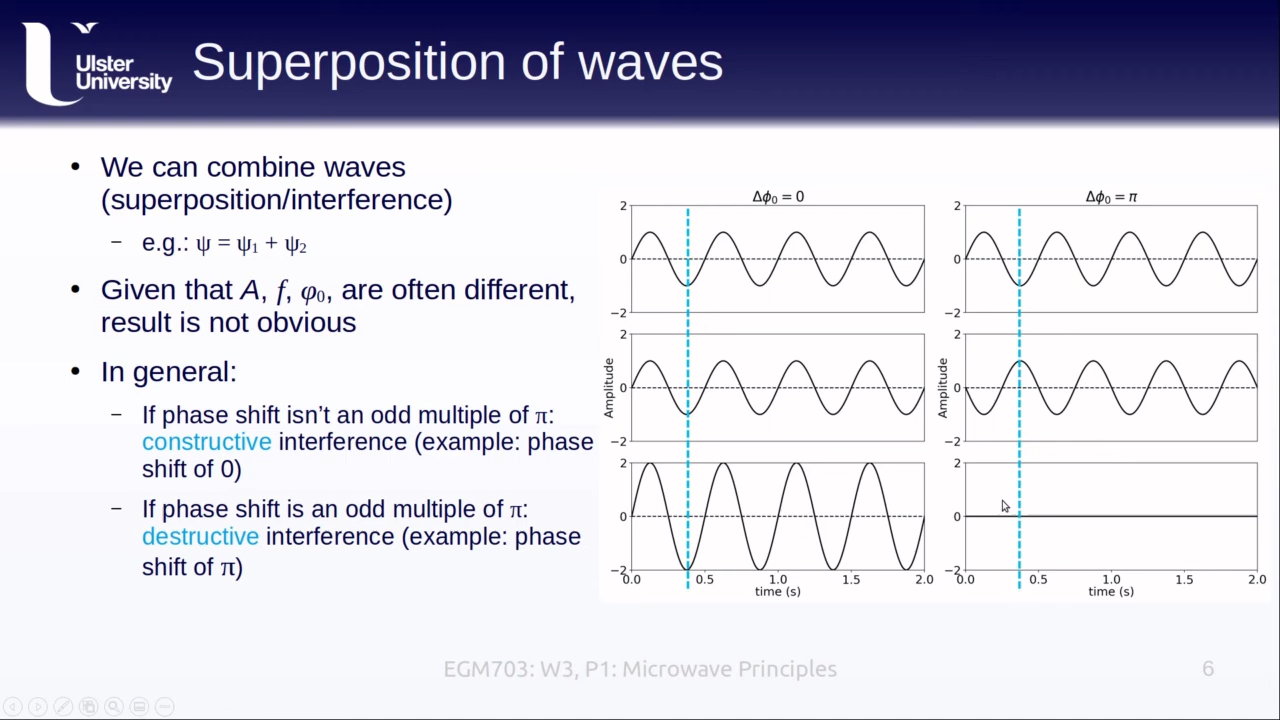 Ulster
University
Superposition of waves
• We can combine waves
(superposition/interference)
– e.g.: ψ = ψ₁ + ψ₂
• Given that A, f, φ₀, are often different,
result is not obvious
• In general:
– If phase shift isn't an odd multiple of π:
constructive interference (example: phase
shift of 0)
– If phase shift is an odd multiple of π:
destructive interference (example: phase
shift of π)
Δϕ₀ = 0
2
0
−2
2
Amplitude
0
−2
2
0
−2
0.0 0.5 1.0 1.5 2.0
time (s)
Δϕ₀ = π
2
0
−2
2
Amplitude
0
−2
2
0
−2
0.0 0.5 1.0 1.5 2.0
time (s)
EGM703: W3, P1: Microwave Principles
6